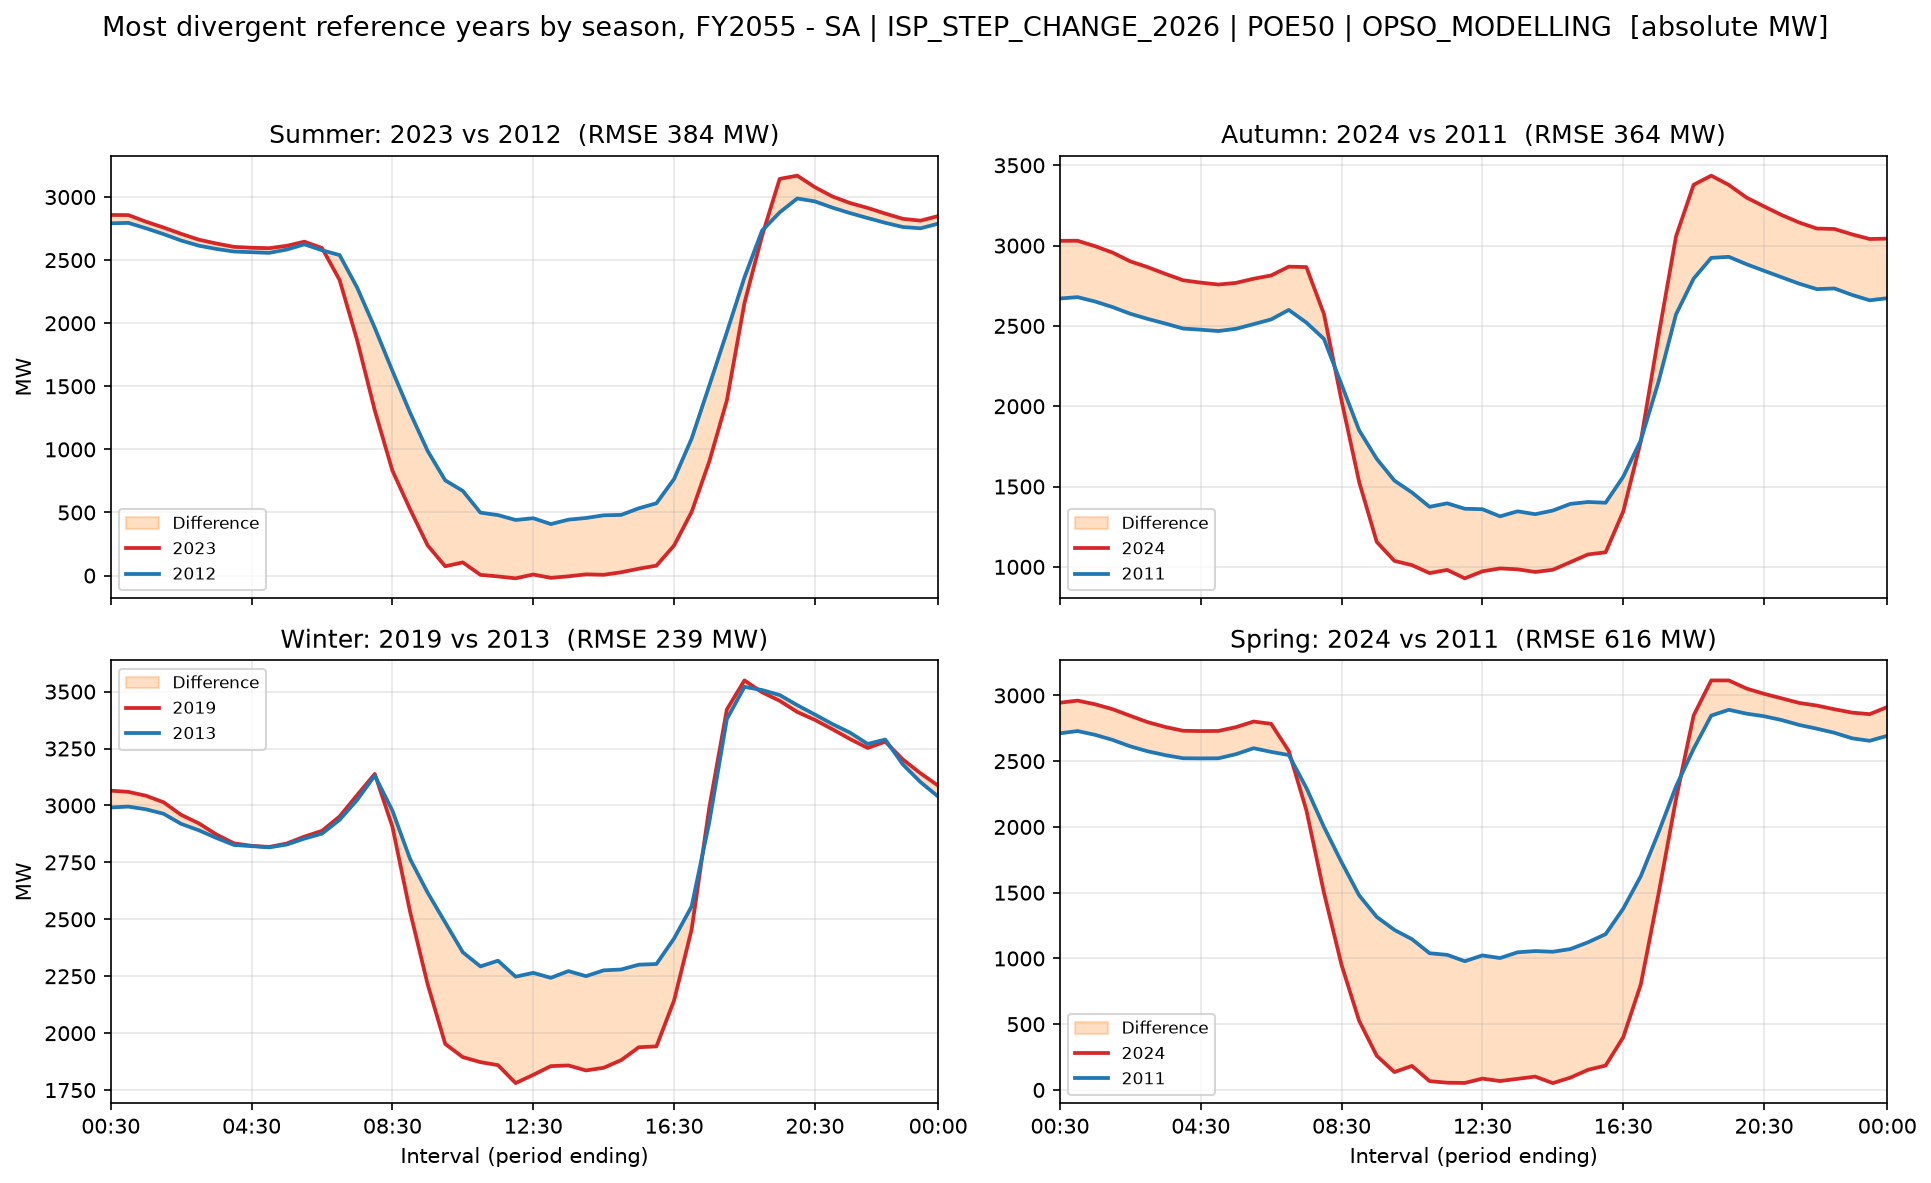 Most divergent reference years by season, FY2055 - SA | ISP_STEP_CHANGE_2026 | POE50 | OPSO_MODELLING  [absolute MW]
Summer: 2023 vs 2012  (RMSE 384 MW)
MW
3000
2500
2000
1500
1000
500
0
Difference
2023
2012
Autumn: 2024 vs 2011  (RMSE 364 MW)
3500
3000
2500
2000
1500
1000
Difference
2024
2011
Winter: 2019 vs 2013  (RMSE 239 MW)
MW
3500
3250
3000
2750
2500
2250
2000
1750
Difference
2019
2013
00:30 04:30 08:30 12:30 16:30 20:30 00:00
Interval (period ending)
Spring: 2024 vs 2011  (RMSE 616 MW)
3000
2500
2000
1500
1000
500
0
Difference
2024
2011
00:30 04:30 08:30 12:30 16:30 20:30 00:00
Interval (period ending)